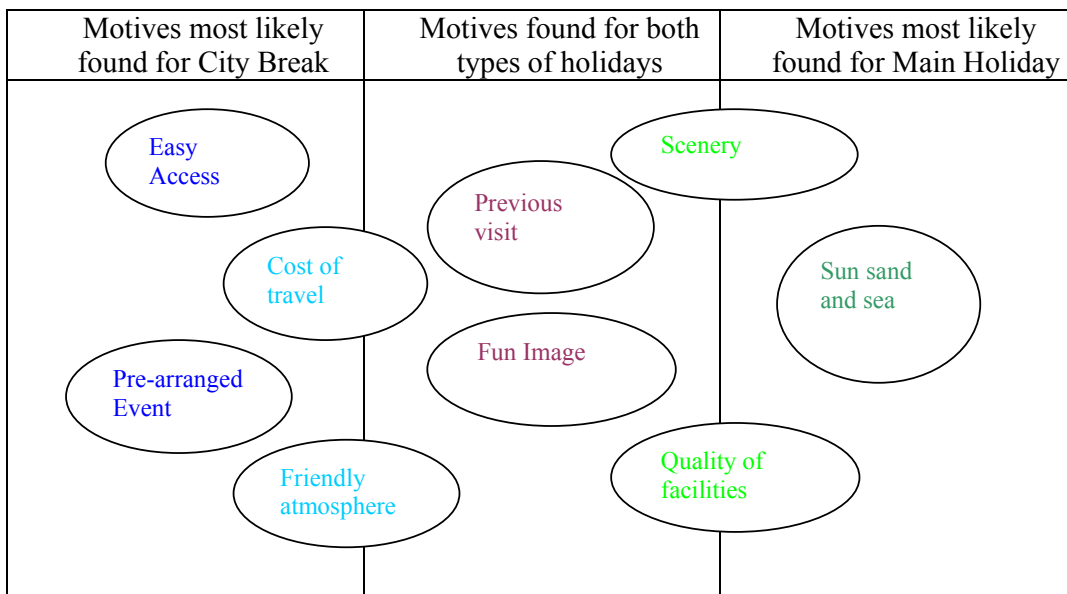 Motives most likely
found for City Break
Motives found for both
types of holidays
Motives most likely
found for Main Holiday
Easy
Access
Scenery
Previous
visit
Cost of
travel
Sun sand
and sea
Fun Image
Pre-arranged
Event
Friendly
atmosphere
Quality of
facilities